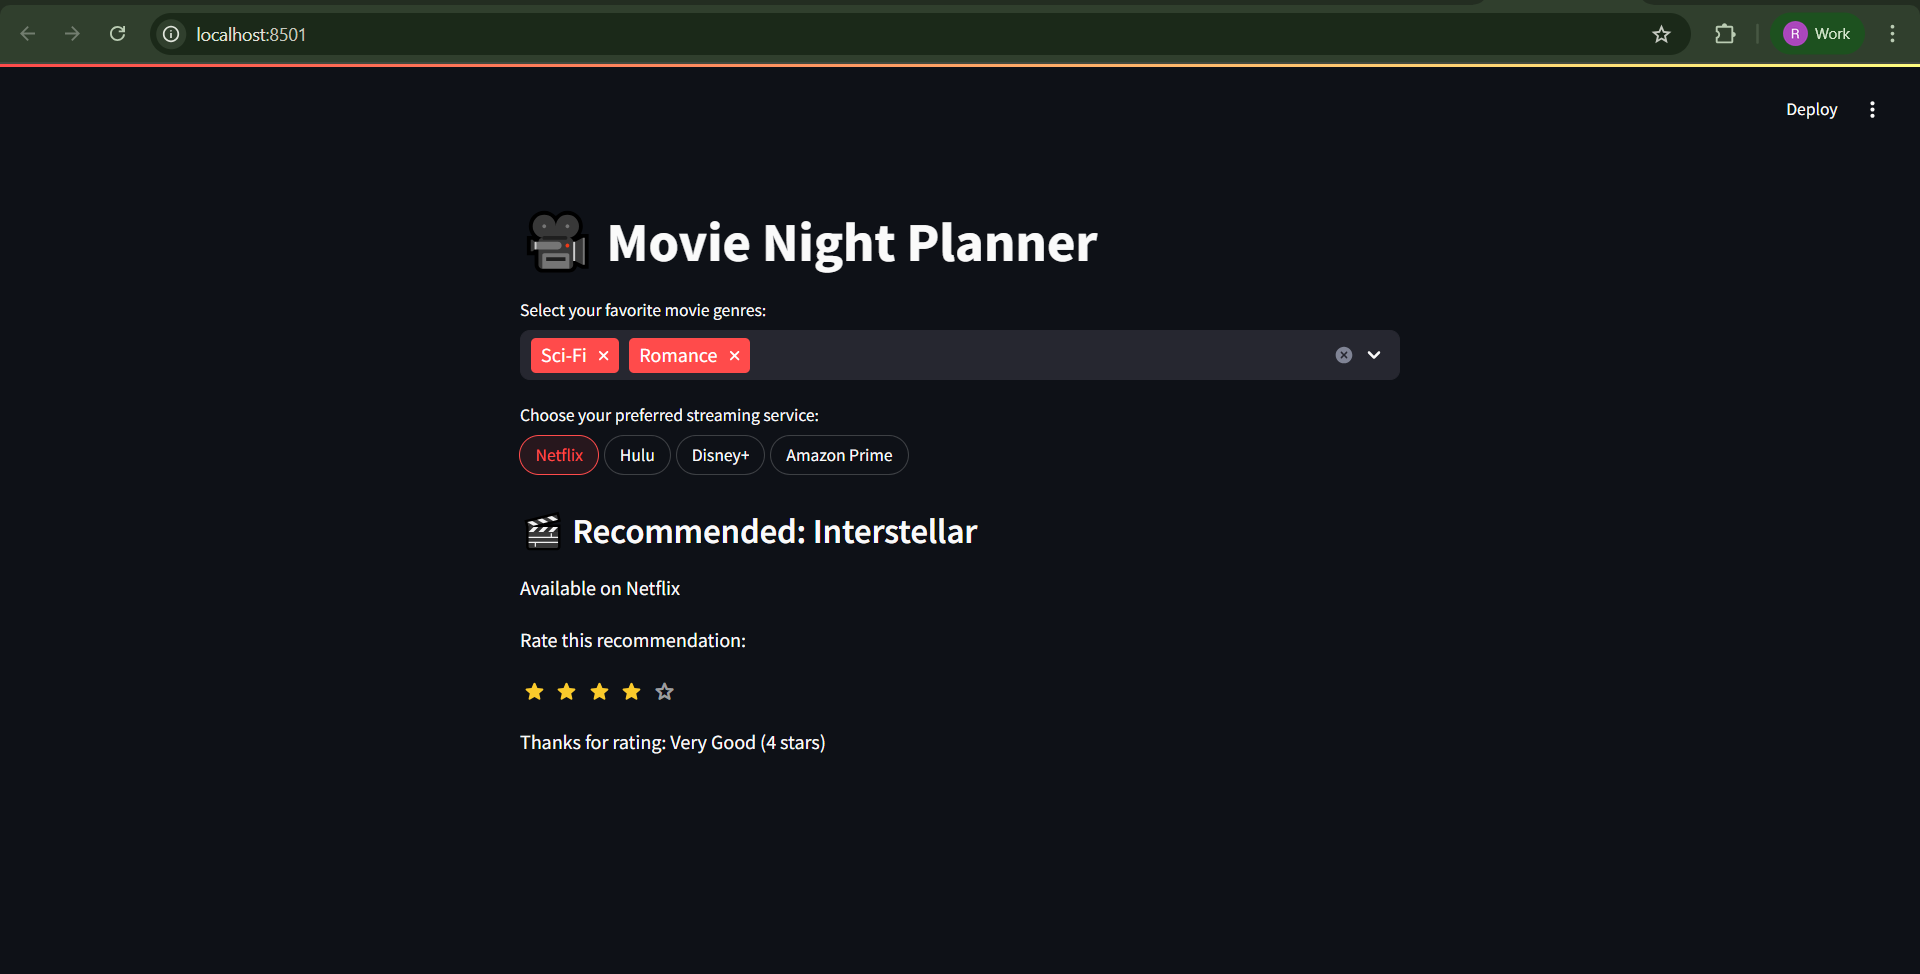 localhost:8501
R Work
Deploy
Movie Night Planner
Select your favorite movie genres:
Sci-Fi Romance
Choose your preferred streaming service:
Netflix Hulu Disney+ Amazon Prime
Recommended: Interstellar
Available on Netflix
Rate this recommendation:
Thanks for rating: Very Good (4 stars)